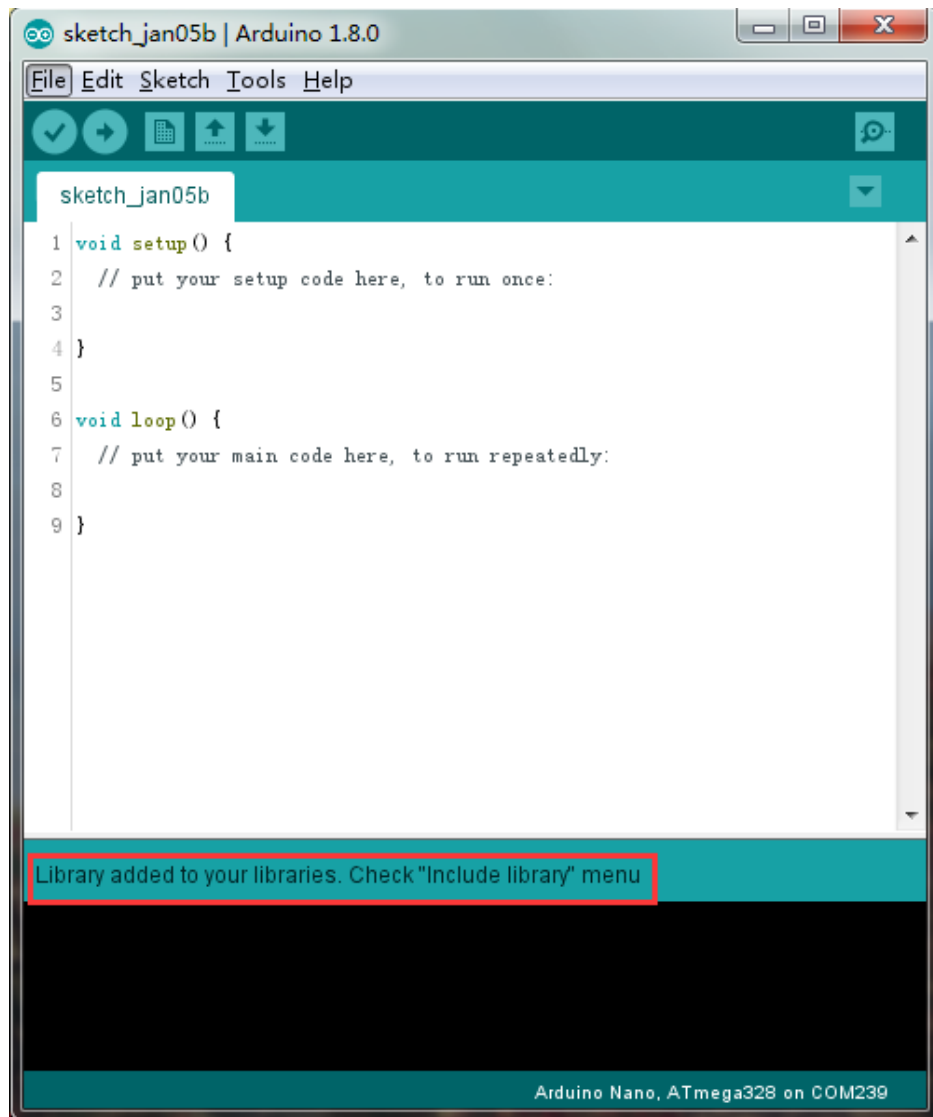 sketch_jan05b | Arduino 1.8.0
File Edit Sketch Tools Help
sketch_jan05b
1 void setup() {
2   // put your setup code here, to run once:
3
4 }
5
6 void loop() {
7   // put your main code here, to run repeatedly:
8
9 }
Library added to your libraries. Check "Include library" menu
Arduino Nano, ATmega328 on COM239